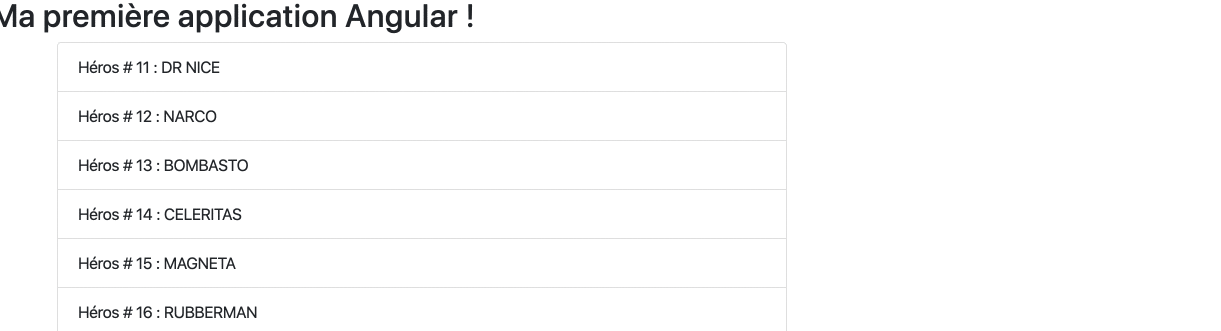 Ma première application Angular !
Héros # 11 : DR NICE
Héros # 12 : NARCO
Héros # 13 : BOMBASTO
Héros # 14 : CELERITAS
Héros # 15 : MAGNETA
Héros # 16 : RUBBERMAN